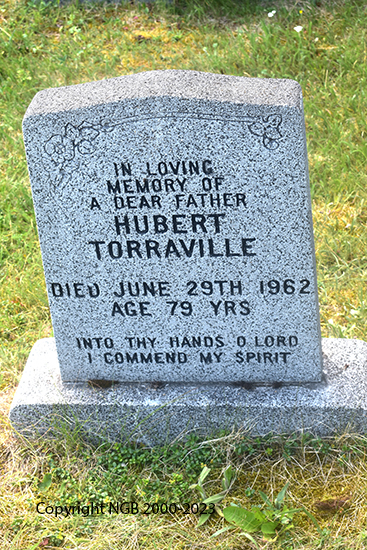 IN LOVING
MEMORY OF
A DEAR FATHER
HUBERT
TORRAVILLE
DIED JUNE 29TH 1962
AGE 79 YRS
INTO THY HANDS O LORD
I COMMEND MY SPIRIT
Copyright NGB 2000-2023